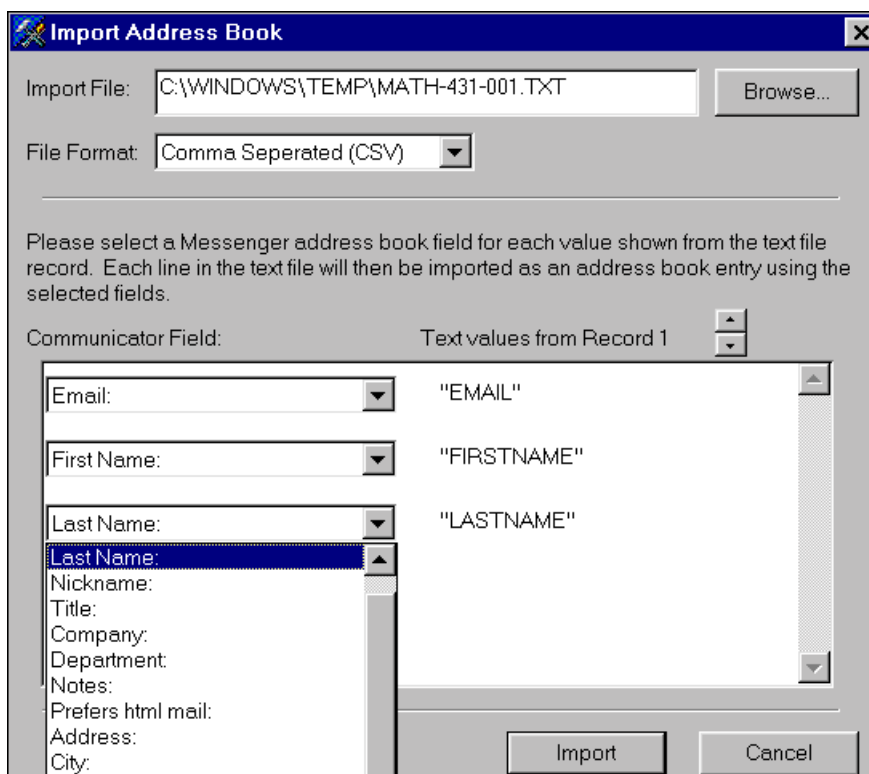 Import Address Book
Import File: C:\WINDOWS\TEMP\MATH-431-001.TXT Browse...
File Format: Comma Seperated (CSV)
Please select a Messenger address book field for each value shown from the text file
record. Each line in the text file will then be imported as an address book entry using the
selected fields.
Communicator Field: Text values from Record 1
Email: "EMAIL"
First Name: "FIRSTNAME"
Last Name: "LASTNAME"
Last Name:
Nickname:
Title:
Company:
Department:
Notes:
Prefers html mail:
Address:
City:
Import Cancel